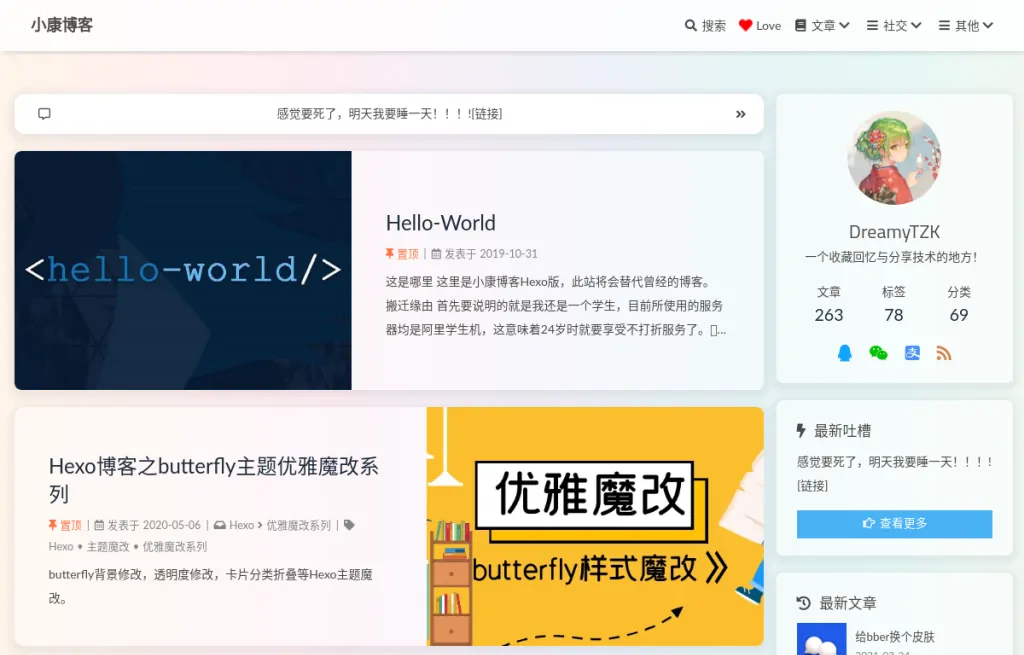 小康博客
搜索 Love 文章 社交 其他
感觉要死了，明天我要睡一天！！！![链接]
<hello-world/>
Hello-World
置顶 | 发表于 2019-10-31
这是哪里 这里是小康博客Hexo版，此站将会替代曾经的博客。
搬迁缘由 首先要说明的就是我还是一个学生，目前所使用的服务
器均是阿里学生机，这意味着24岁时就要享受不打折服务了。...
Hexo博客之butterfly主题优雅魔改系
列
置顶 | 发表于 2020-05-06 | Hexo > 优雅魔改系列 |
Hexo • 主题魔改 • 优雅魔改系列
butterfly背景修改，透明度修改，卡片分类折叠等Hexo主题魔
改。
优雅魔改
butterfly样式魔改
DreamyTZK
一个收藏回忆与分享技术的地方！
文章 标签 分类
263 78 69
最新吐槽
感觉要死了，明天我要睡一天！！！！
[链接]
查看更多
最新文章
给bber换个皮肤
2021-03-24